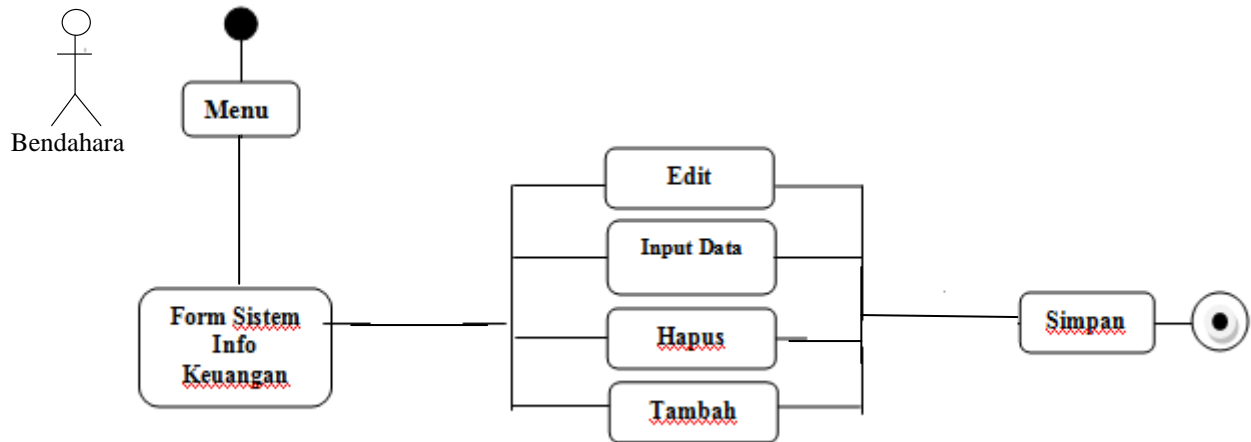 Menu
Bendahara
Edit
Input Data
Form Sistem
Info
Keuangan
Hapus
Simpan
Tambah